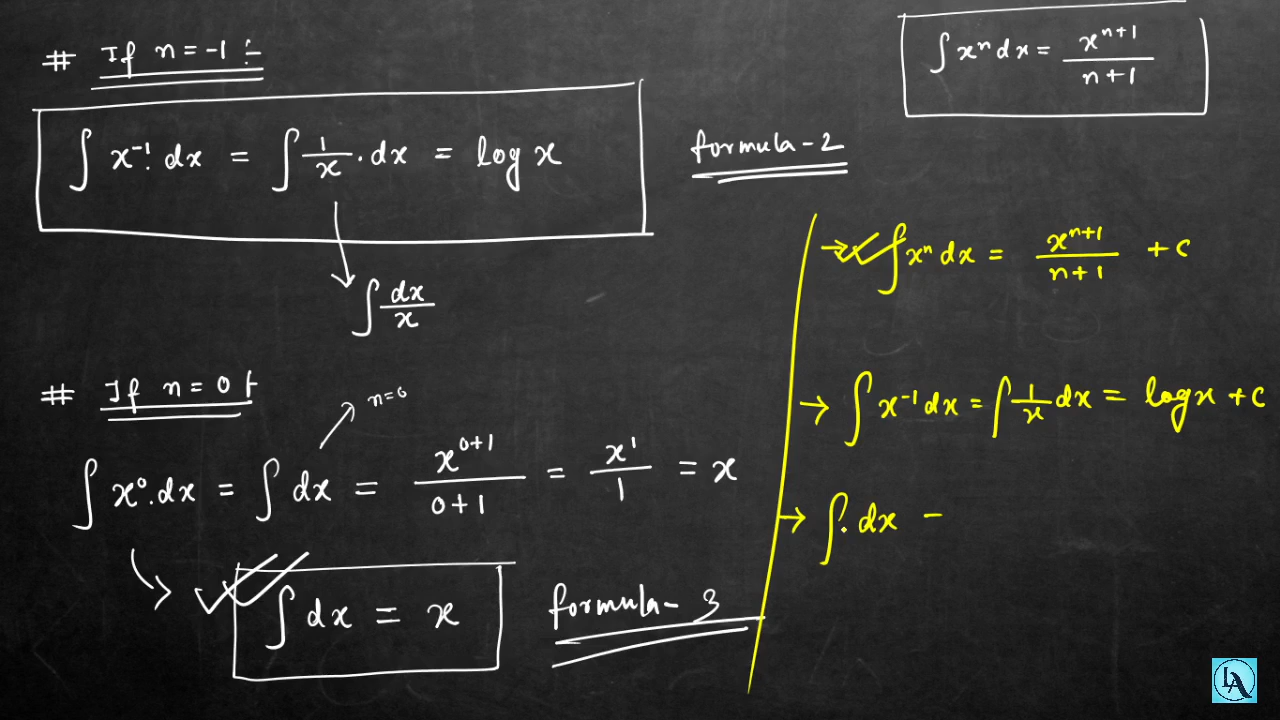 # If n = -1 :-
∫ xⁿ dx = xⁿ⁺¹ / n+1
∫ x⁻¹. dx = ∫ 1/x . dx = log x
formula - 2
∫ dx/x
# If n = 0 :-
n=0
∫ x⁰. dx = ∫ dx = x⁰⁺¹ / 0+1 = x¹ / 1 = x
∫ dx = x
formula - 3
→ ∫ xⁿ dx = xⁿ⁺¹ / n+1 + c
→ ∫ x⁻¹ dx = ∫ 1/x dx = log x + c
→ ∫. dx -
LA